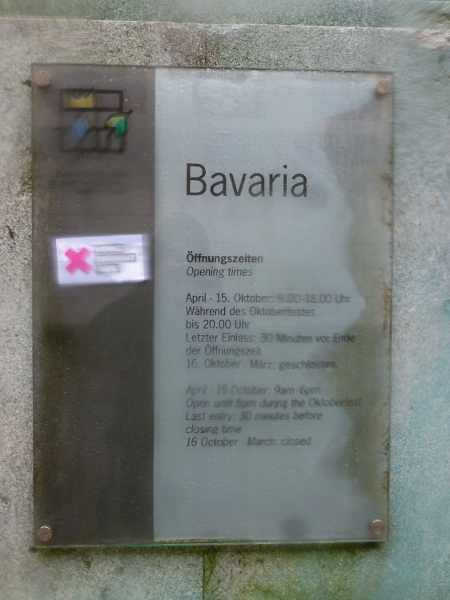 Bavaria
Öffnungszeiten
Opening times
April - 15. Oktober: 9.00-18.00 Uhr
Während des Oktoberfestes
bis 20.00 Uhr
Letzter Einlass: 30 Minuten vor Ende
der Öffnungszeit
16. Oktober - März: geschlossen
April - 15 October: 9am-6pm
Open until 8pm during the Oktoberfest
Last entry: 30 minutes before
closing time
16 October - March: closed